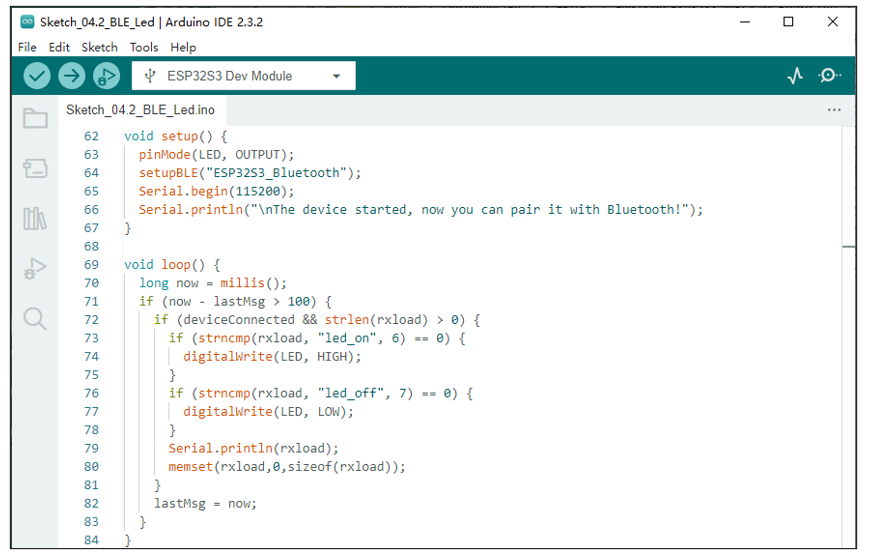 Sketch_04.2_BLE_Led | Arduino IDE 2.3.2
File Edit Sketch Tools Help
ESP32S3 Dev Module
Sketch_04.2_BLE_Led.ino
62 void setup() {
63   pinMode(LED, OUTPUT);
64   setupBLE("ESP32S3_Bluetooth");
65   Serial.begin(115200);
66   Serial.println("\nThe device started, now you can pair it with Bluetooth!");
67 }
68
69 void loop() {
70   long now = millis();
71   if (now - lastMsg > 100) {
72     if (deviceConnected && strlen(rxload) > 0) {
73       if (strncmp(rxload, "led_on", 6) == 0) {
74         digitalWrite(LED, HIGH);
75       }
76       if (strncmp(rxload, "led_off", 7) == 0) {
77         digitalWrite(LED, LOW);
78       }
79       Serial.println(rxload);
80       memset(rxload,0,sizeof(rxload));
81     }
82     lastMsg = now;
83   }
84 }